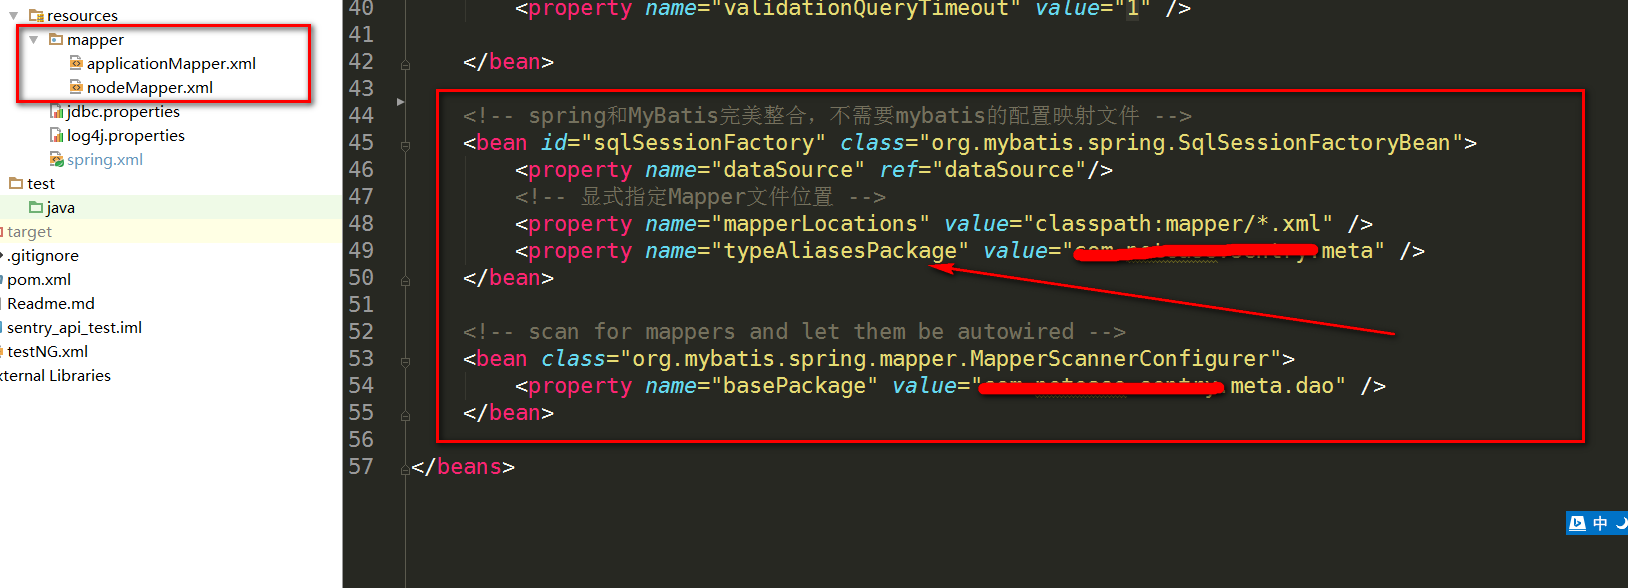 resources
mapper
applicationMapper.xml
nodeMapper.xml
jdbc.properties
log4j.properties
spring.xml
test
java
target
.gitignore
pom.xml
Readme.md
sentry_api_test.iml
testNG.xml
xternal Libraries
40 <property name="validationQueryTimeout" value="1" />
41
42 </bean>
43
44 <!-- spring和MyBatis完美整合，不需要mybatis的配置映射文件 -->
45 <bean id="sqlSessionFactory" class="org.mybatis.spring.SqlSessionFactoryBean">
46 <property name="dataSource" ref="dataSource"/>
47 <!-- 显式指定Mapper文件位置 -->
48 <property name="mapperLocations" value="classpath:mapper/*.xml" />
49 <property name="typeAliasesPackage" value=" .meta" />
50 </bean>
51
52 <!-- scan for mappers and let them be autowired -->
53 <bean class="org.mybatis.spring.mapper.MapperScannerConfigurer">
54 <property name="basePackage" value=" .meta.dao" />
55 </bean>
56
57 </beans>
中